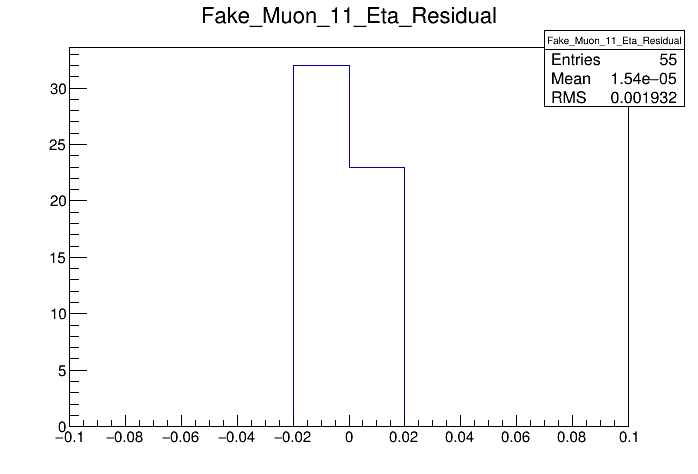 Fake_Muon_11_Eta_Residual
Fake_Muon_11_Eta_Residual
Entries 55
Mean 1.54e−05
RMS 0.001932
30
25
20
15
10
5
0
−0.1 −0.08 −0.06 −0.04 −0.02 0 0.02 0.04 0.06 0.08 0.1